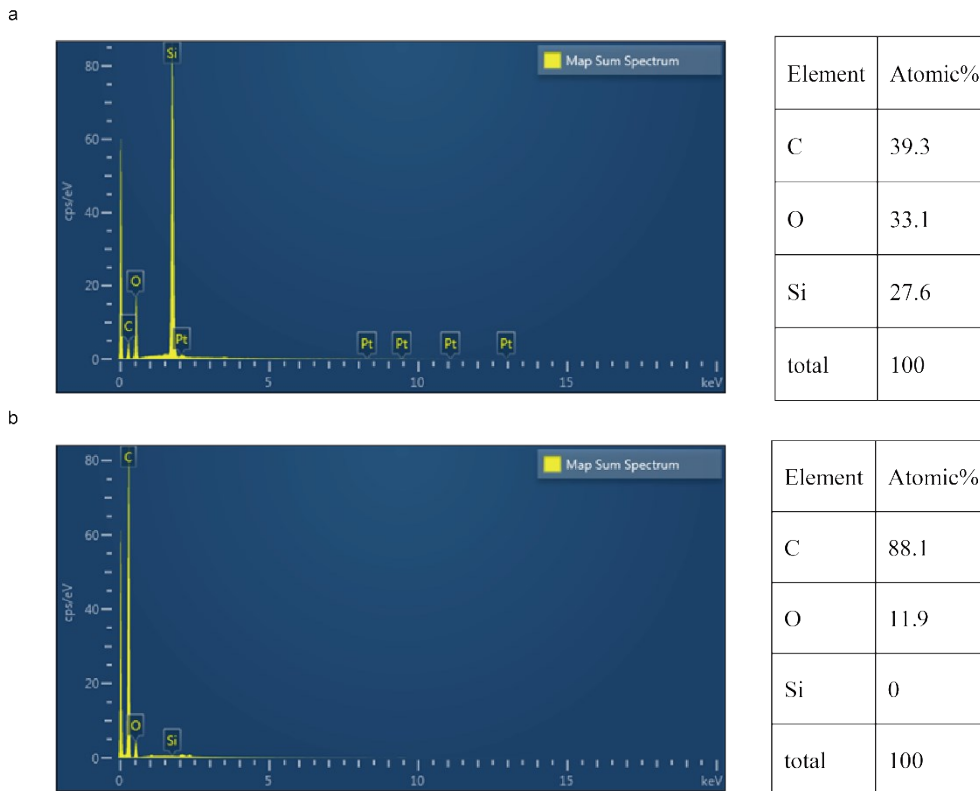 a
Map Sum Spectrum
Si
80
60
40
20
0
cps/eV
O
C
Pt
Pt
Pt
Pt
Pt
0
5
10
15
keV
Element Atomic%
C 39.3
O 33.1
Si 27.6
total 100
b
Map Sum Spectrum
C
80
60
40
20
0
cps/eV
O
Si
0
5
10
15
keV
Element Atomic%
C 88.1
O 11.9
Si 0
total 100